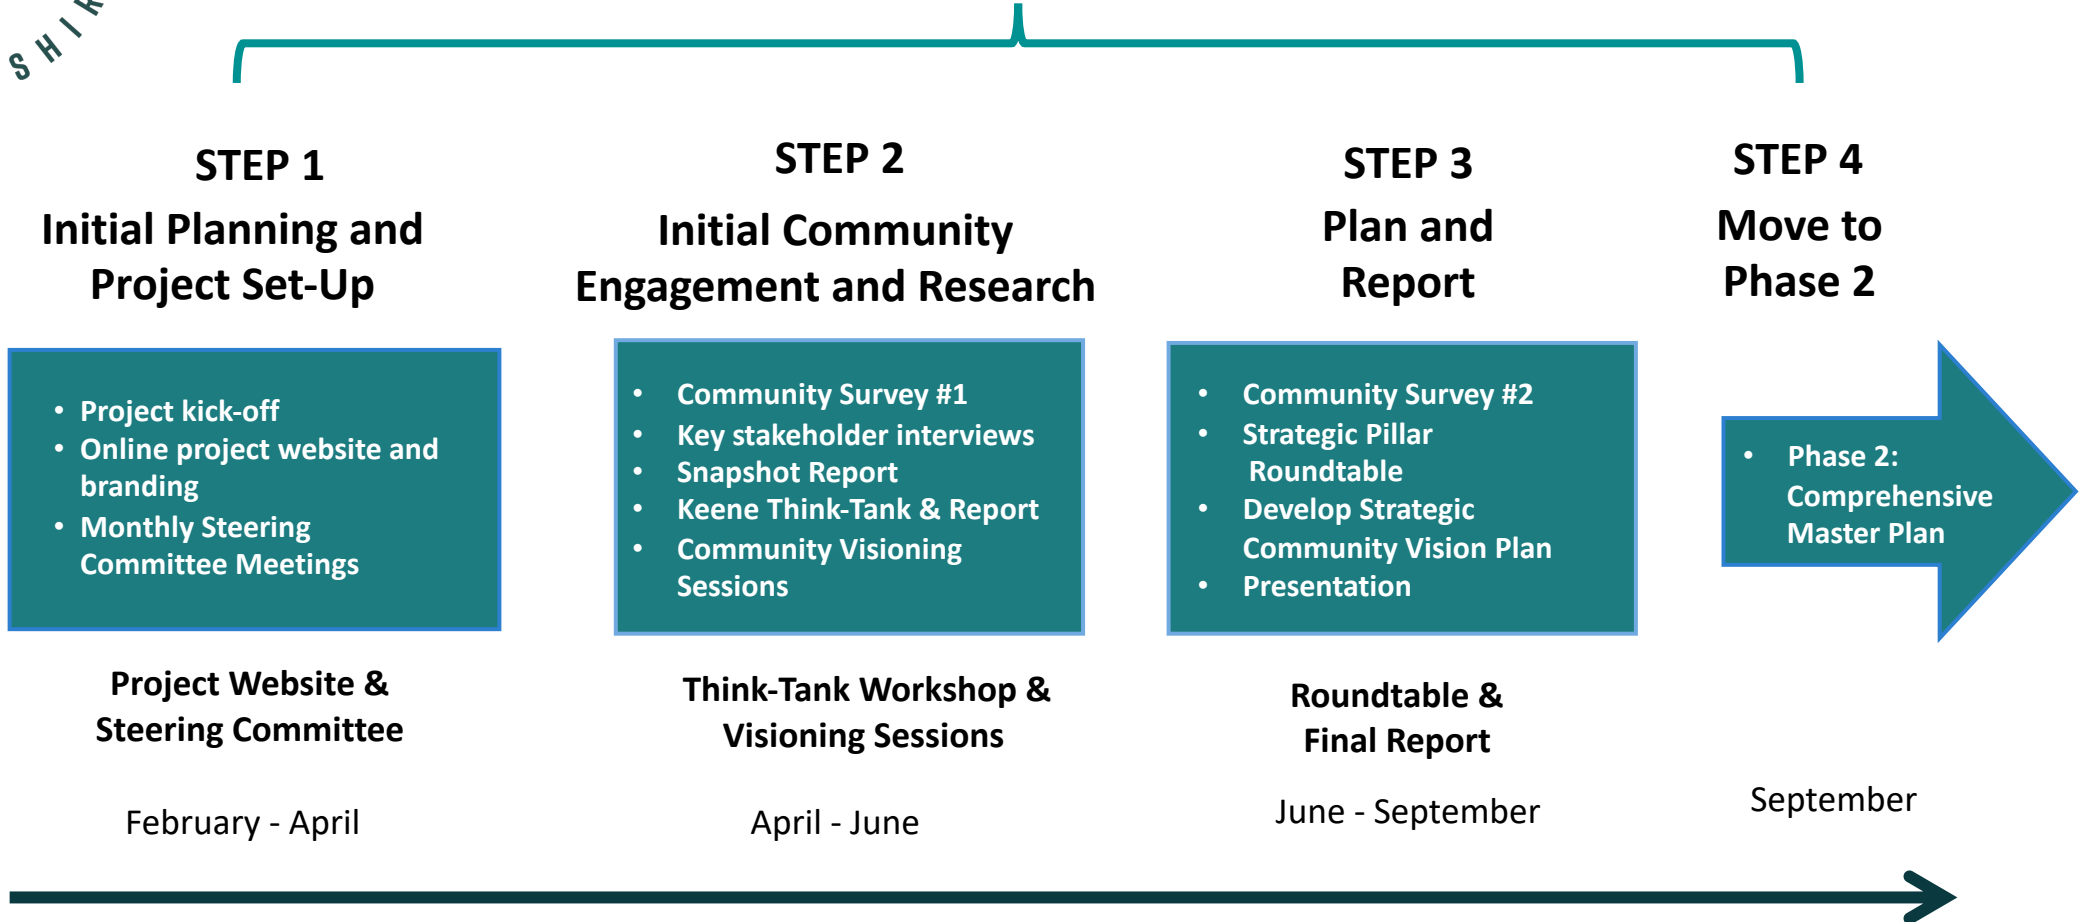 STEP 1
Initial Planning and
Project Set-Up
• Project kick-off
• Online project website and
branding
• Monthly Steering
Committee Meetings
Project Website &
Steering Committee
February - April
STEP 2
Initial Community
Engagement and Research
• Community Survey #1
• Key stakeholder interviews
• Snapshot Report
• Keene Think-Tank & Report
• Community Visioning
Sessions
Think-Tank Workshop &
Visioning Sessions
April - June
STEP 3
Plan and
Report
• Community Survey #2
• Strategic Pillar
Roundtable
• Develop Strategic
Community Vision Plan
• Presentation
Roundtable &
Final Report
June - September
STEP 4
Move to
Phase 2
• Phase 2:
Comprehensive
Master Plan
September